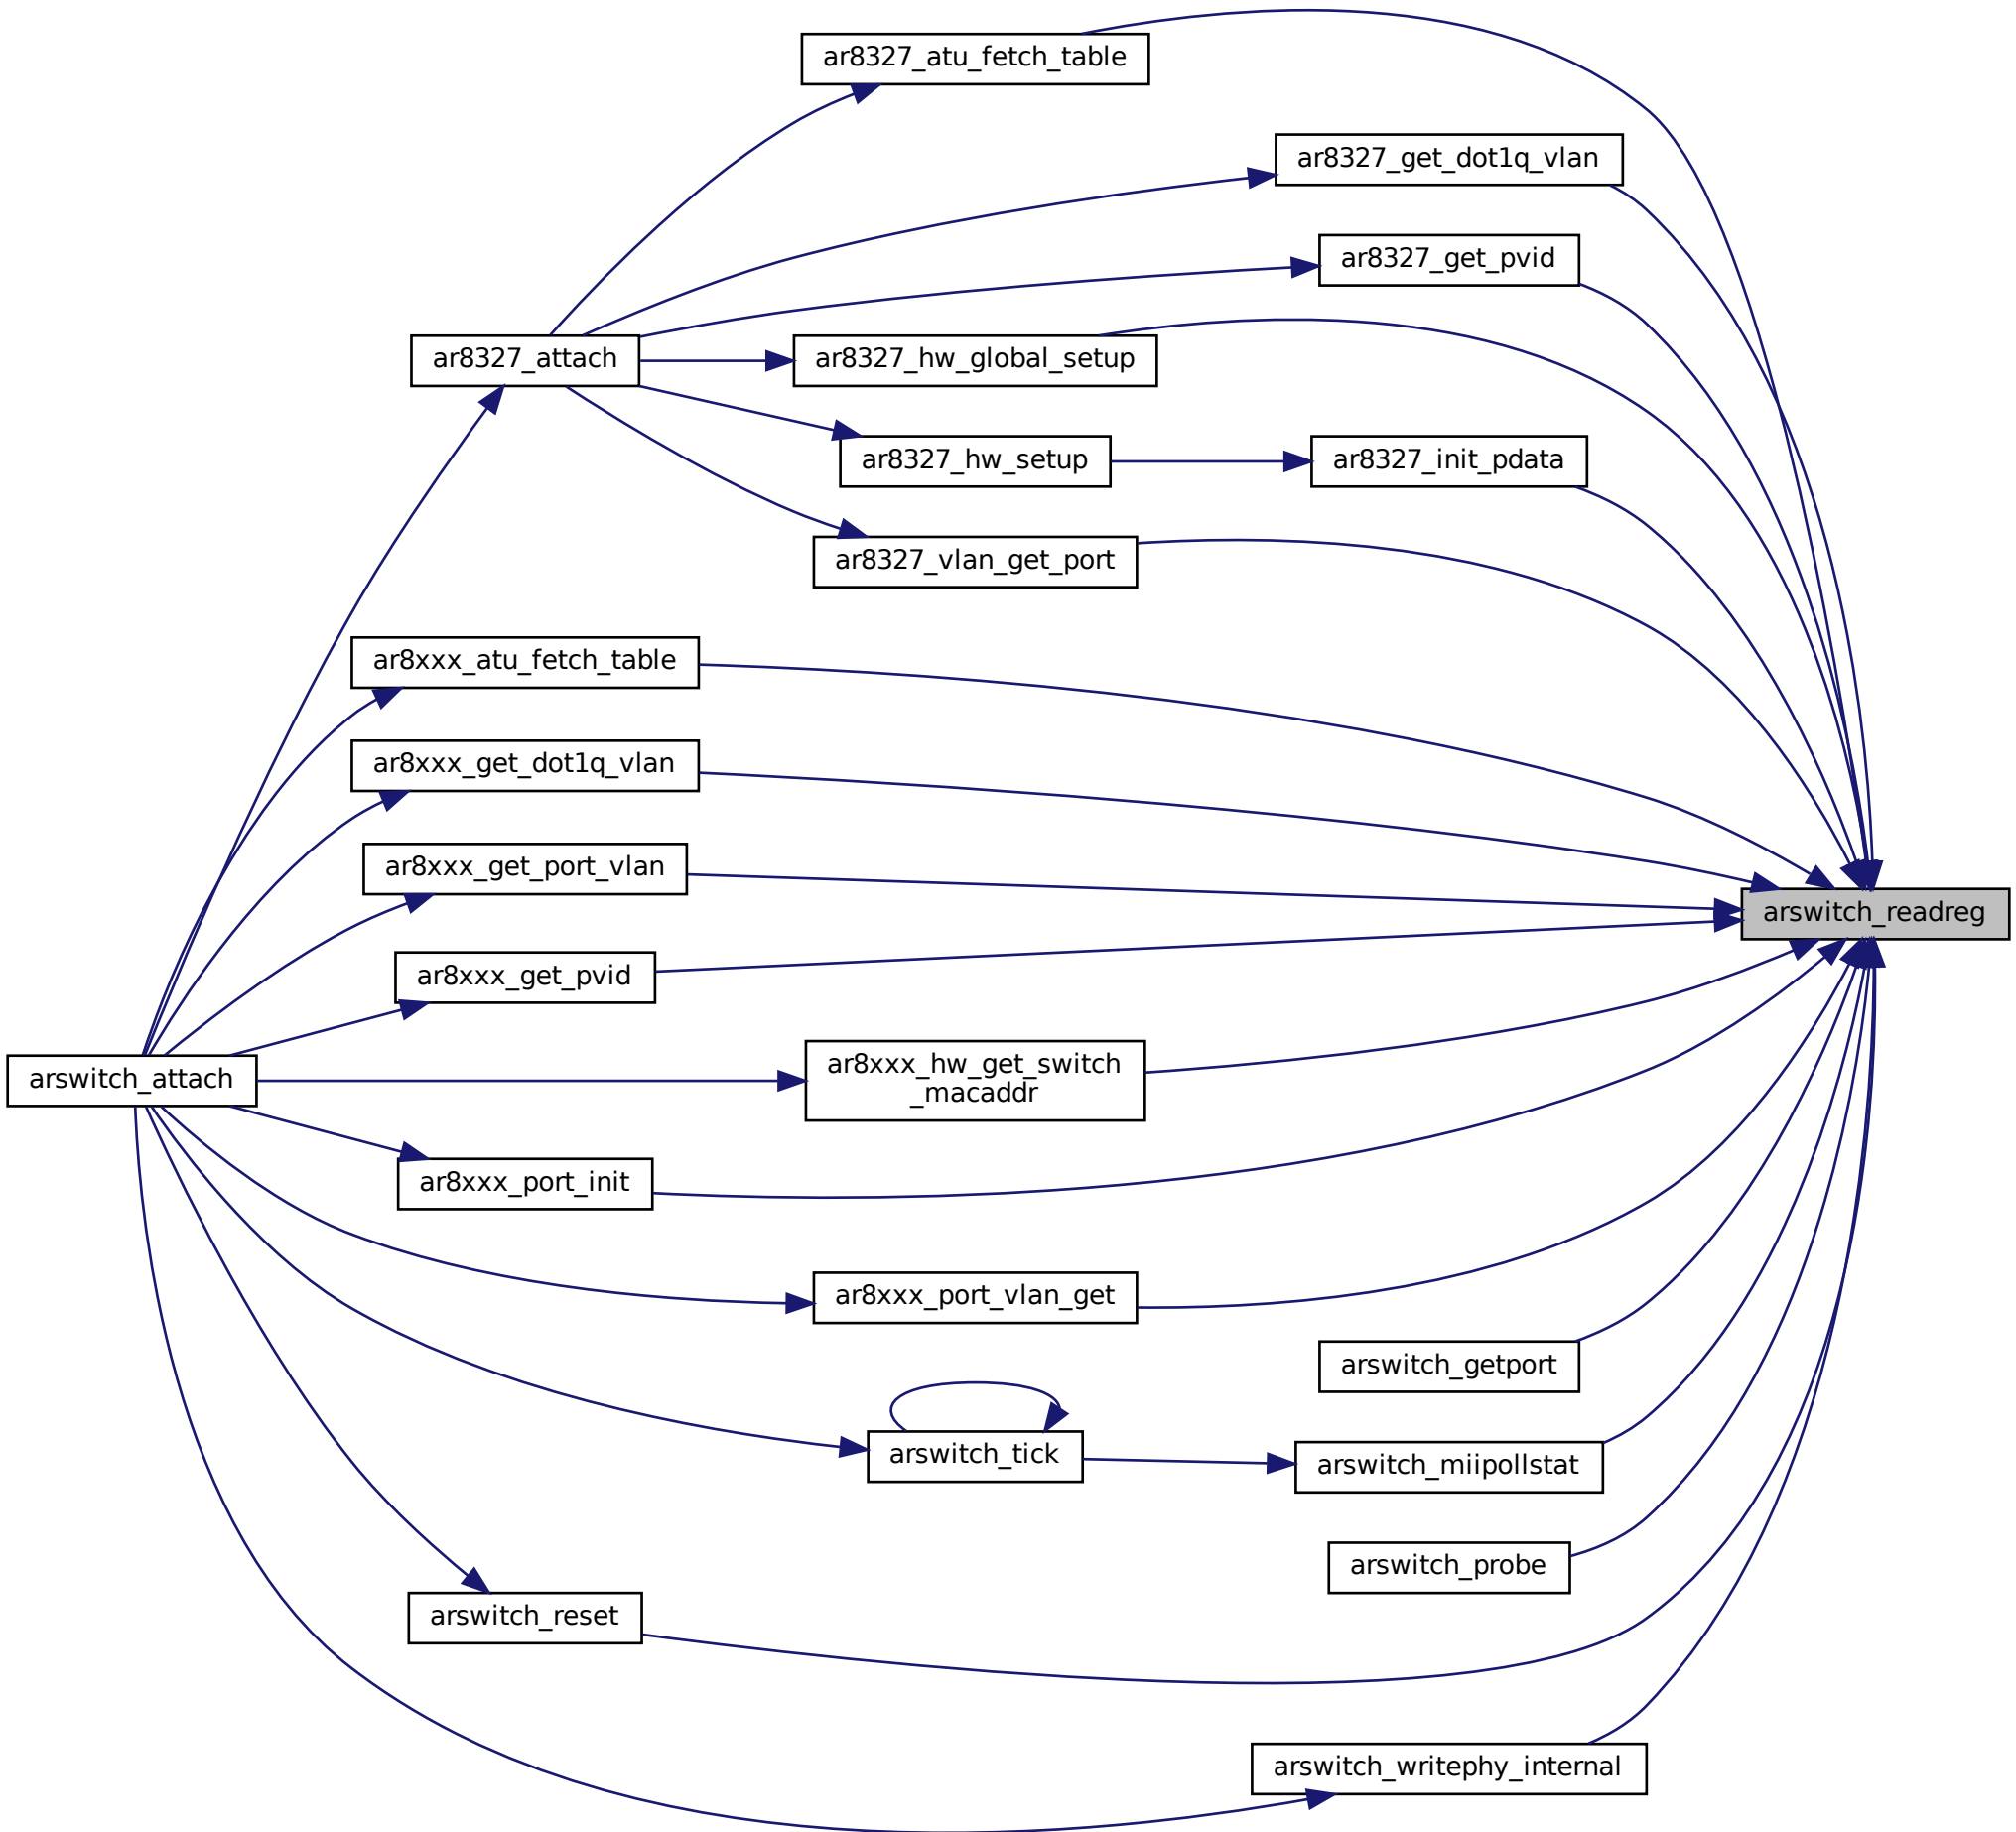 ar8327_atu_fetch_table
ar8327_get_dot1q_vlan
ar8327_get_pvid
ar8327_attach
ar8327_hw_global_setup
ar8327_hw_setup
ar8327_init_pdata
ar8327_vlan_get_port
ar8xxx_atu_fetch_table
ar8xxx_get_dot1q_vlan
ar8xxx_get_port_vlan
arswitch_readreg
ar8xxx_get_pvid
arswitch_attach
ar8xxx_hw_get_switch
_macaddr
ar8xxx_port_init
ar8xxx_port_vlan_get
arswitch_getport
arswitch_tick
arswitch_miipollstat
arswitch_probe
arswitch_reset
arswitch_writephy_internal